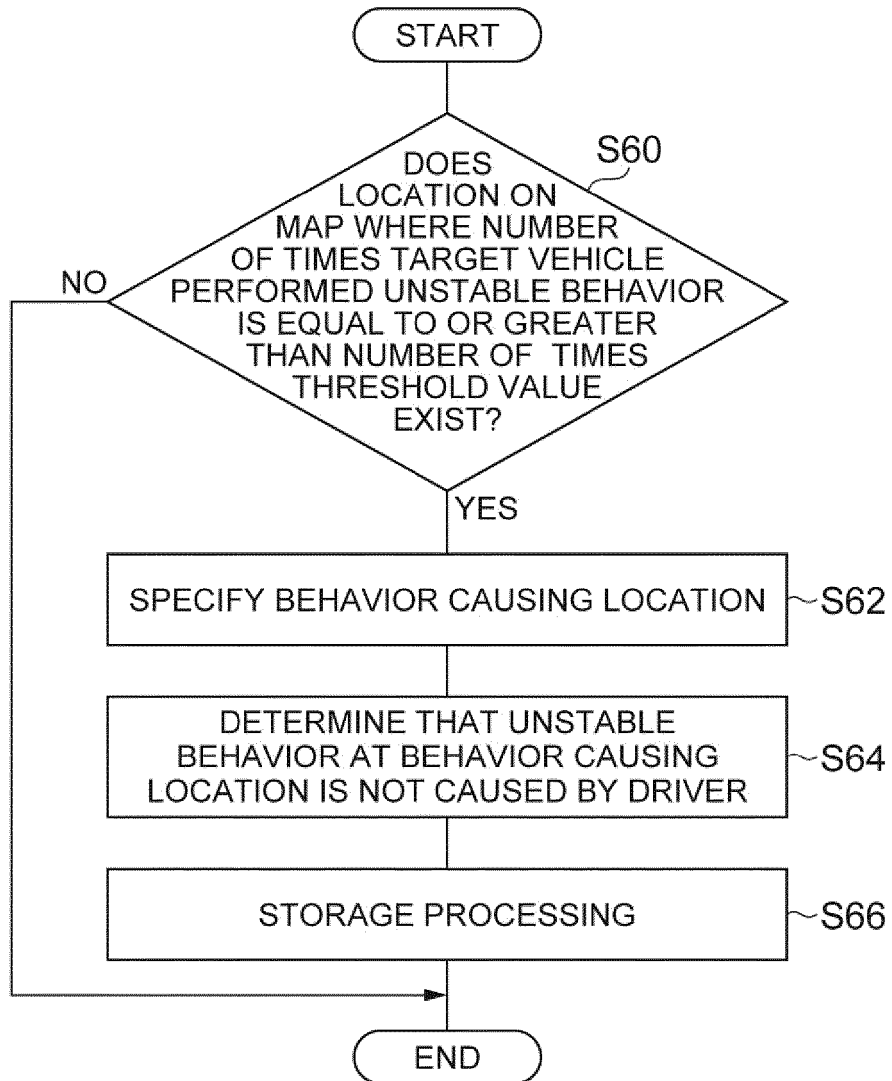 START
S60
DOES
LOCATION ON
MAP WHERE NUMBER
OF TIMES TARGET VEHICLE
PERFORMED UNSTABLE BEHAVIOR
IS EQUAL TO OR GREATER
THAN NUMBER OF TIMES
THRESHOLD VALUE
EXIST?
NO
YES
SPECIFY BEHAVIOR CAUSING LOCATION
S62
DETERMINE THAT UNSTABLE
BEHAVIOR AT BEHAVIOR CAUSING
LOCATION IS NOT CAUSED BY DRIVER
S64
STORAGE PROCESSING
S66
END